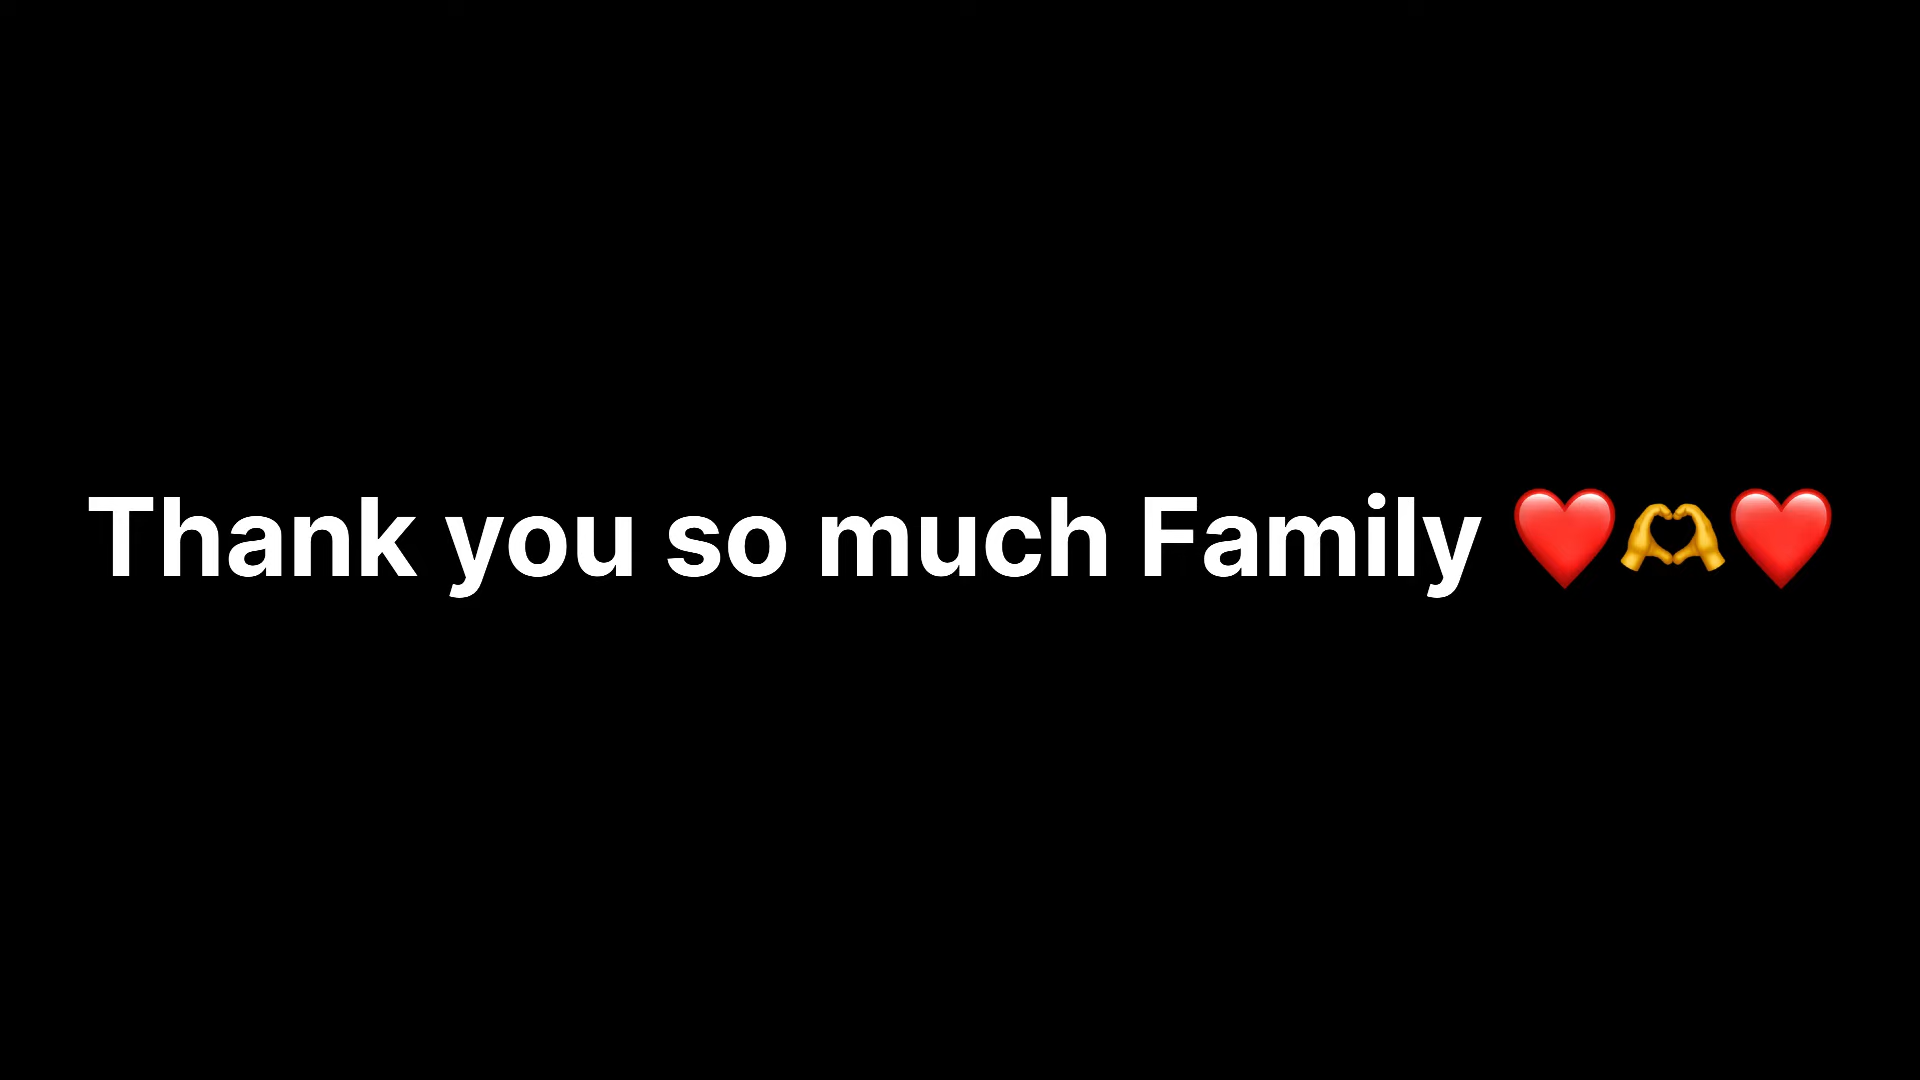 Thank you so much Family ❤️🫶❤️